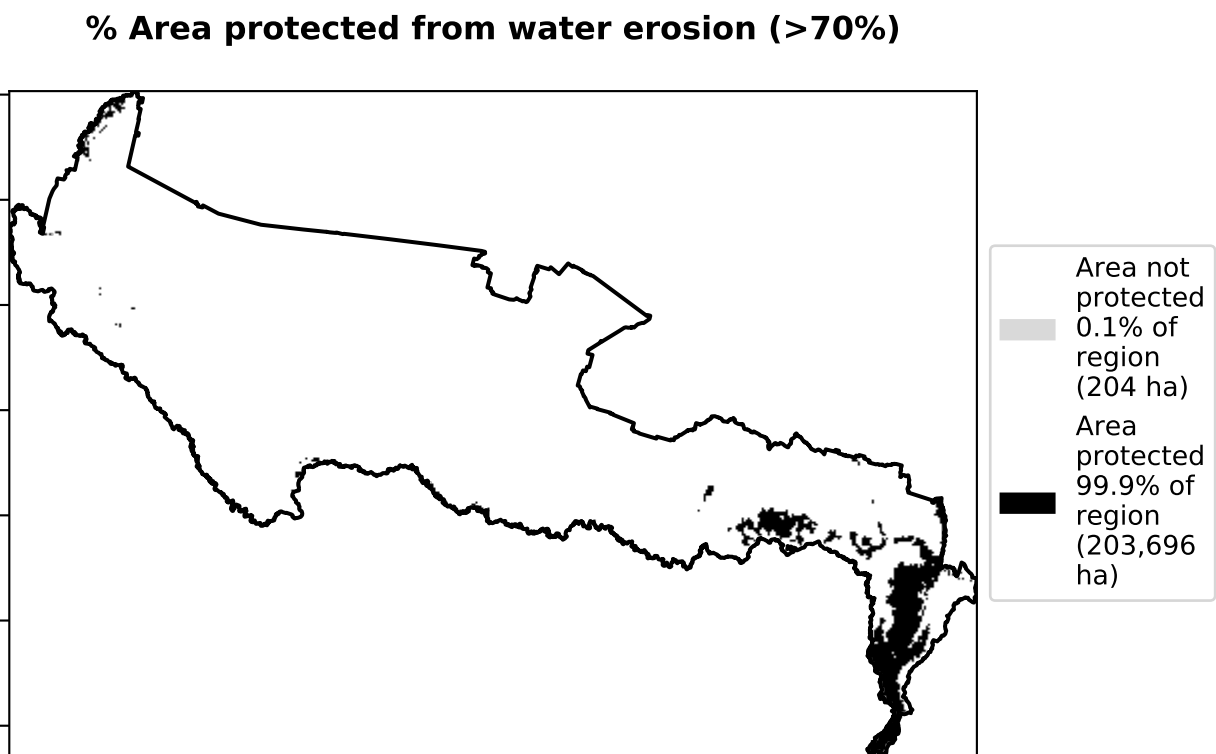 % Area protected from water erosion (>70%)
Area not
protected
0.1% of
region
(204 ha)
Area
protected
99.9% of
region
(203,696
ha)